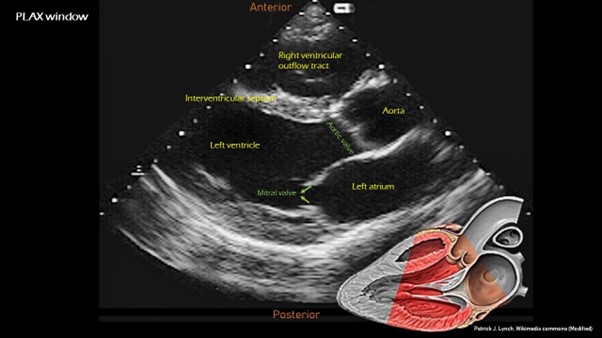 PLAX window
Anterior
Right ventricular
outflow tract
Interventricular septum
Aorta
Aortic valve
Left ventricle
Mitral valve
Left atrium
Posterior
Patrick J. Lynch, Wikimedia commons (Modified)